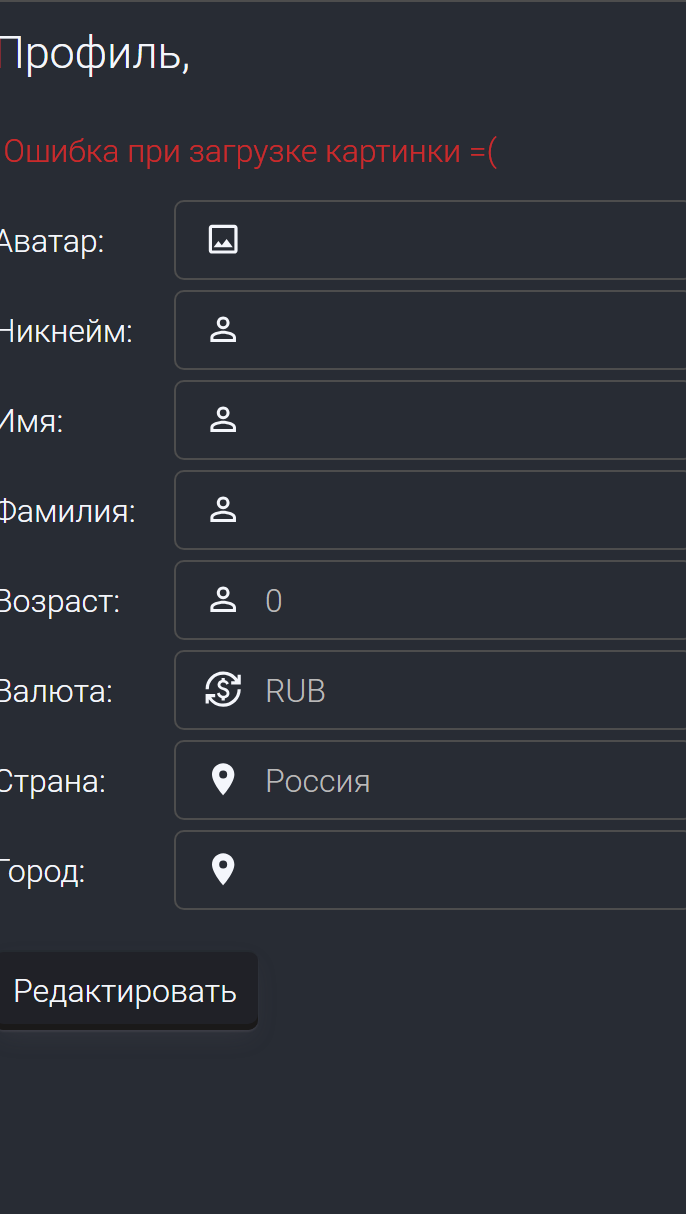 Профиль,
Ошибка при загрузке картинки =(
Аватар:
Никнейм:
Имя:
Фамилия:
Возраст: 0
Валюта: RUB
Страна: Россия
Город:
Редактировать